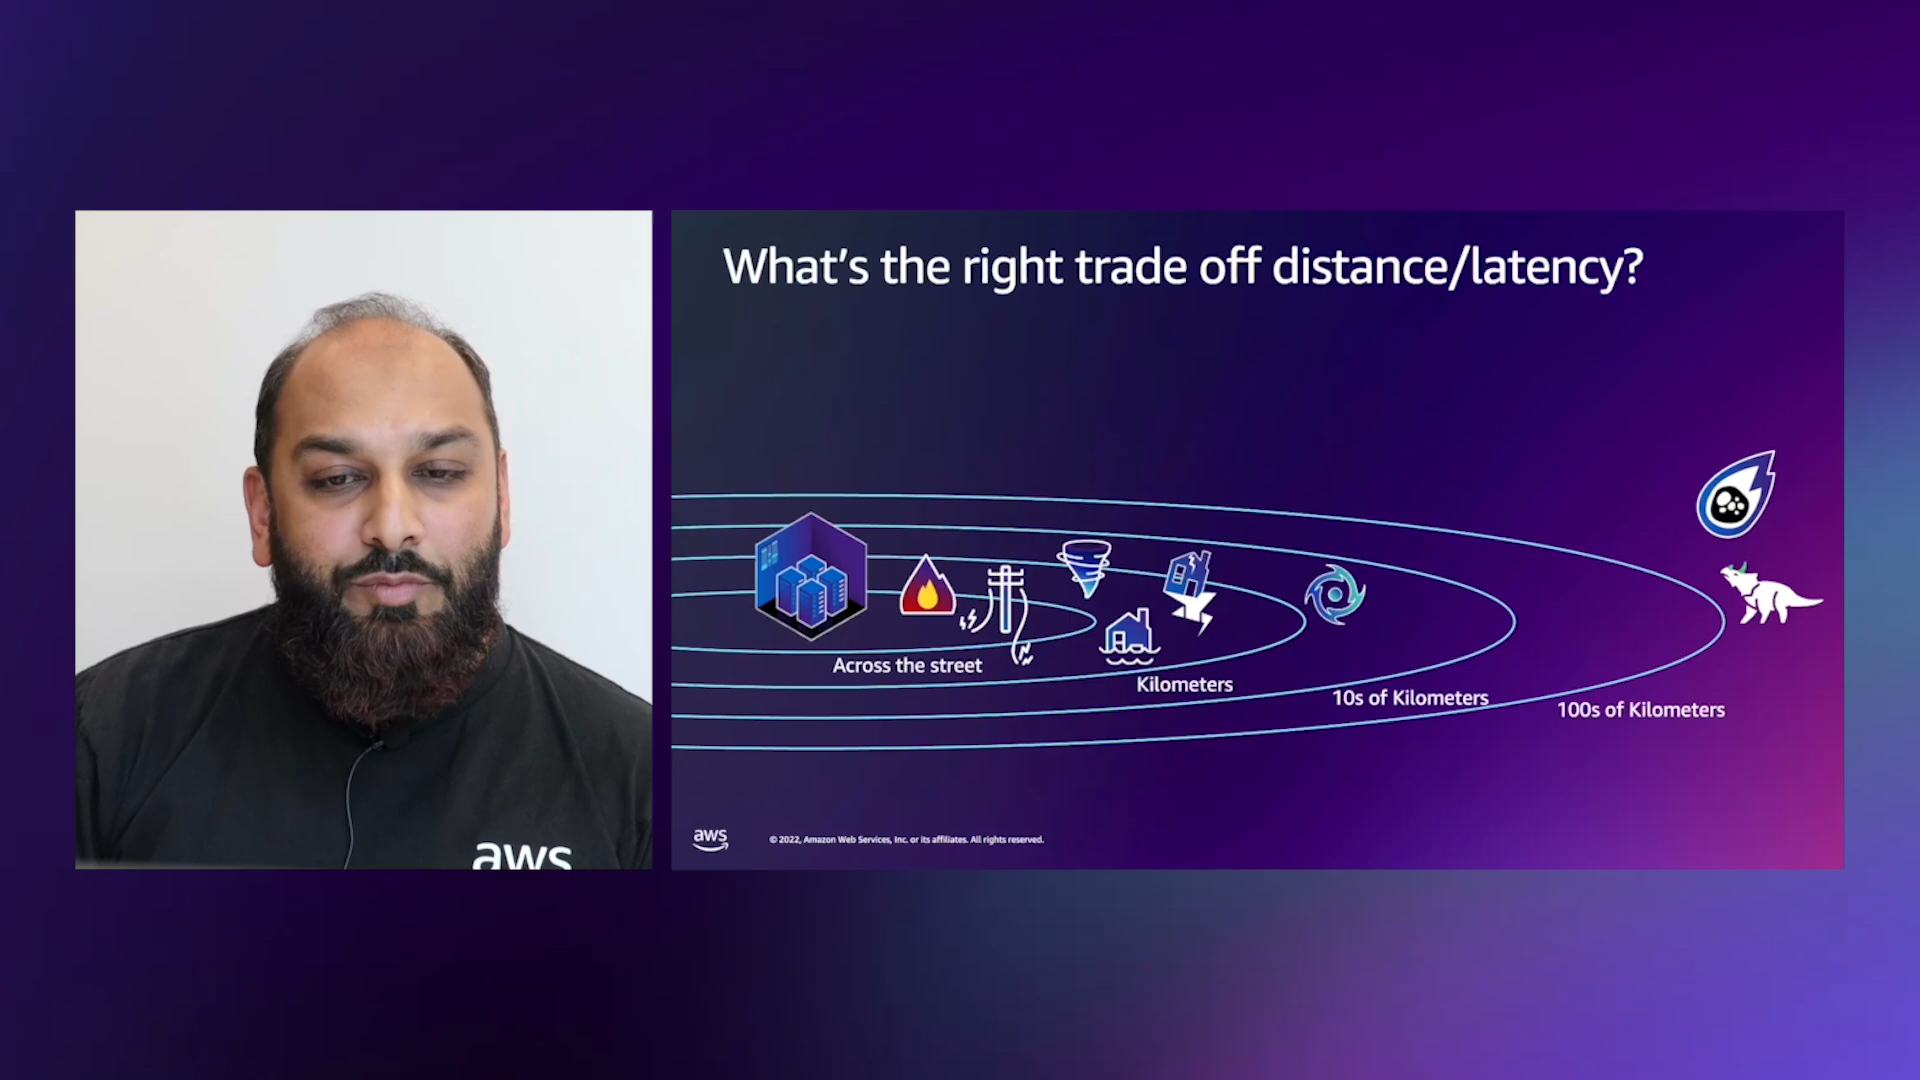 What's the right trade off distance/latency?
Across the street
Kilometers
10s of Kilometers
100s of Kilometers
aws
© 2022, Amazon Web Services, Inc. or its affiliates. All rights reserved.
aws